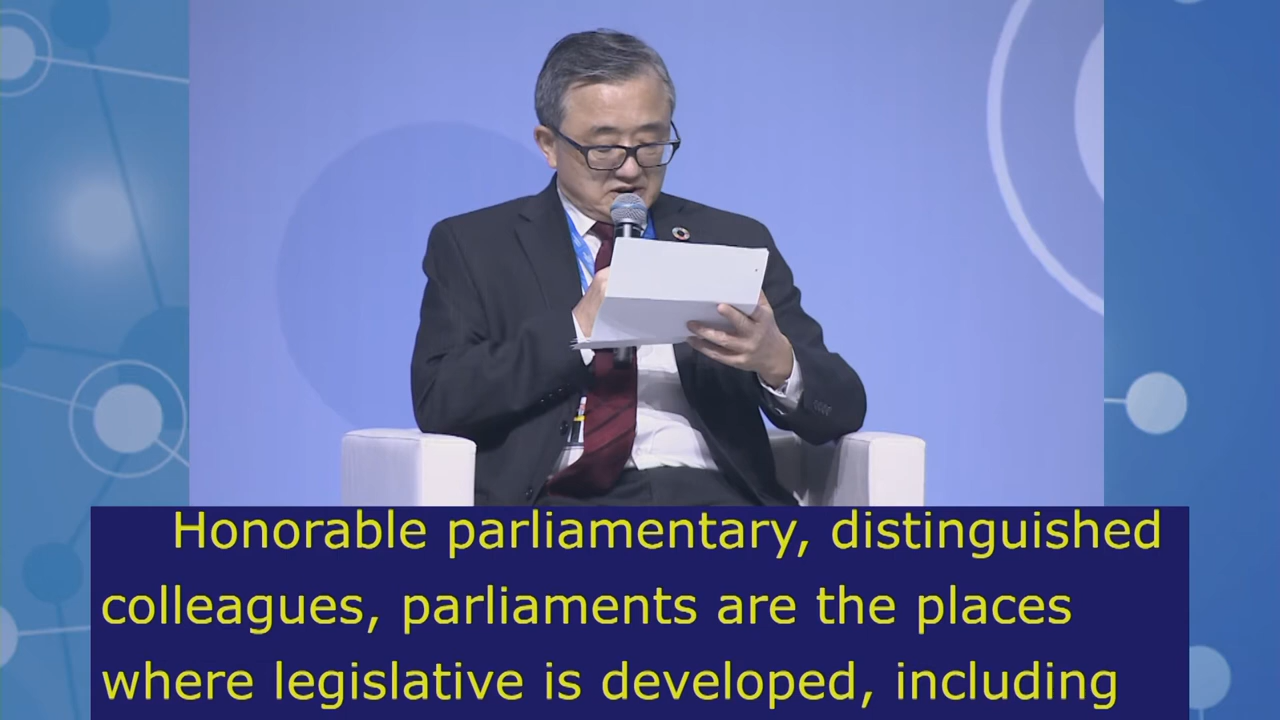 Honorable parliamentary, distinguished
colleagues, parliaments are the places
where legislative is developed, including